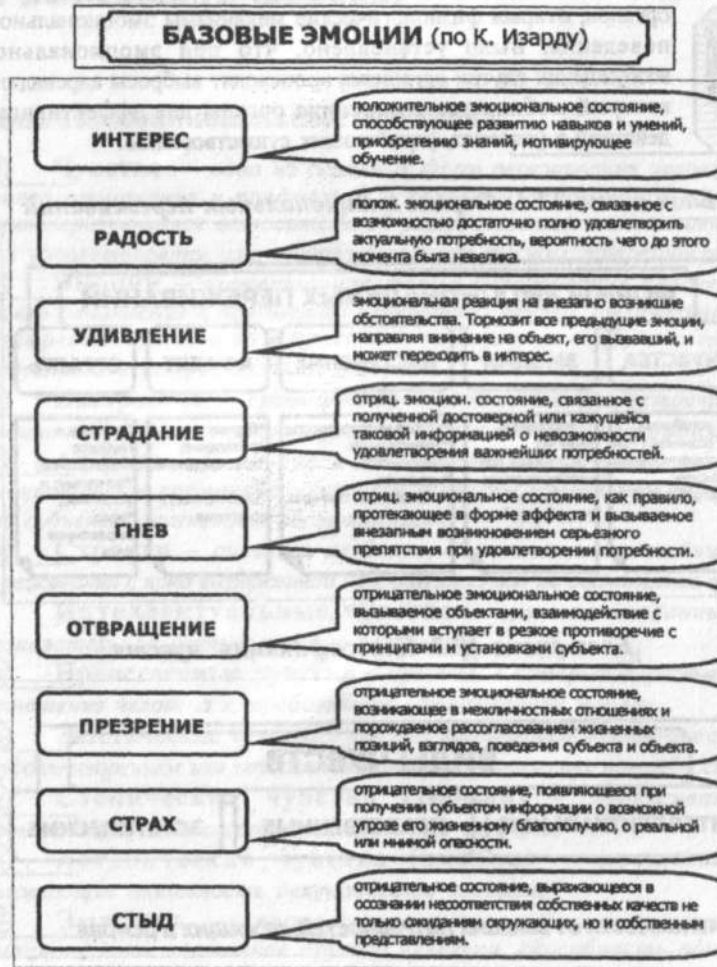 БАЗОВЫЕ ЭМОЦИИ (по К. Изарду)
ИНТЕРЕС
положительное эмоциональное состояние,
способствующее развитию навыков и умений,
приобретению знаний, мотивирующее
обучение.
РАДОСТЬ
полож. эмоциональное состояние, связанное с
возможностью достаточно полно удовлетворить
актуальную потребность, вероятность чего до этого
момента была невелика.
УДИВЛЕНИЕ
эмоциональная реакция на внезапно возникшие
обстоятельства. Тормозит все предыдущие эмоции,
направляя внимание на объект, его вызвавший, и
может переходить в интерес.
СТРАДАНИЕ
отриц. эмоцион. состояние, связанное с
полученной достоверной или кажущейся
таковой информацией о невозможности
удовлетворения важнейших потребностей.
ГНЕВ
отриц. эмоциональное состояние, как правило,
протекающее в форме аффекта и вызываемое
внезапным возникновением серьезного
препятствия при удовлетворении потребности.
ОТВРАЩЕНИЕ
отрицательное эмоциональное состояние,
вызываемое объектами, взаимодействие с
которыми вступает в резкое противоречие с
принципами и установками субъекта.
ПРЕЗРЕНИЕ
отрицательное эмоциональное состояние,
возникающее в межличностных отношениях и
порождаемое рассогласованием жизненных
позиций, взглядов, поведения субъекта и объекта.
СТРАХ
отрицательное состояние, появляющееся при
получении субъектом информации о возможной
угрозе его жизненному благополучию, о реальной
или мнимой опасности.
СТЫД
отрицательное состояние, выражающееся в
осознании несоответствия собственных качеств не
только ожиданиям окружающих, но и собственным
представлениям.